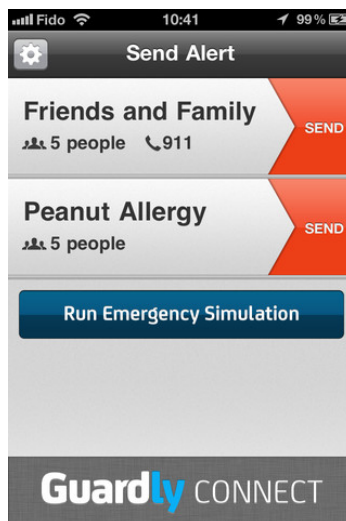 Fido 10:41 99%
Send Alert
Friends and Family
5 people 911
SEND
Peanut Allergy
5 people
SEND
Run Emergency Simulation
Guardly CONNECT